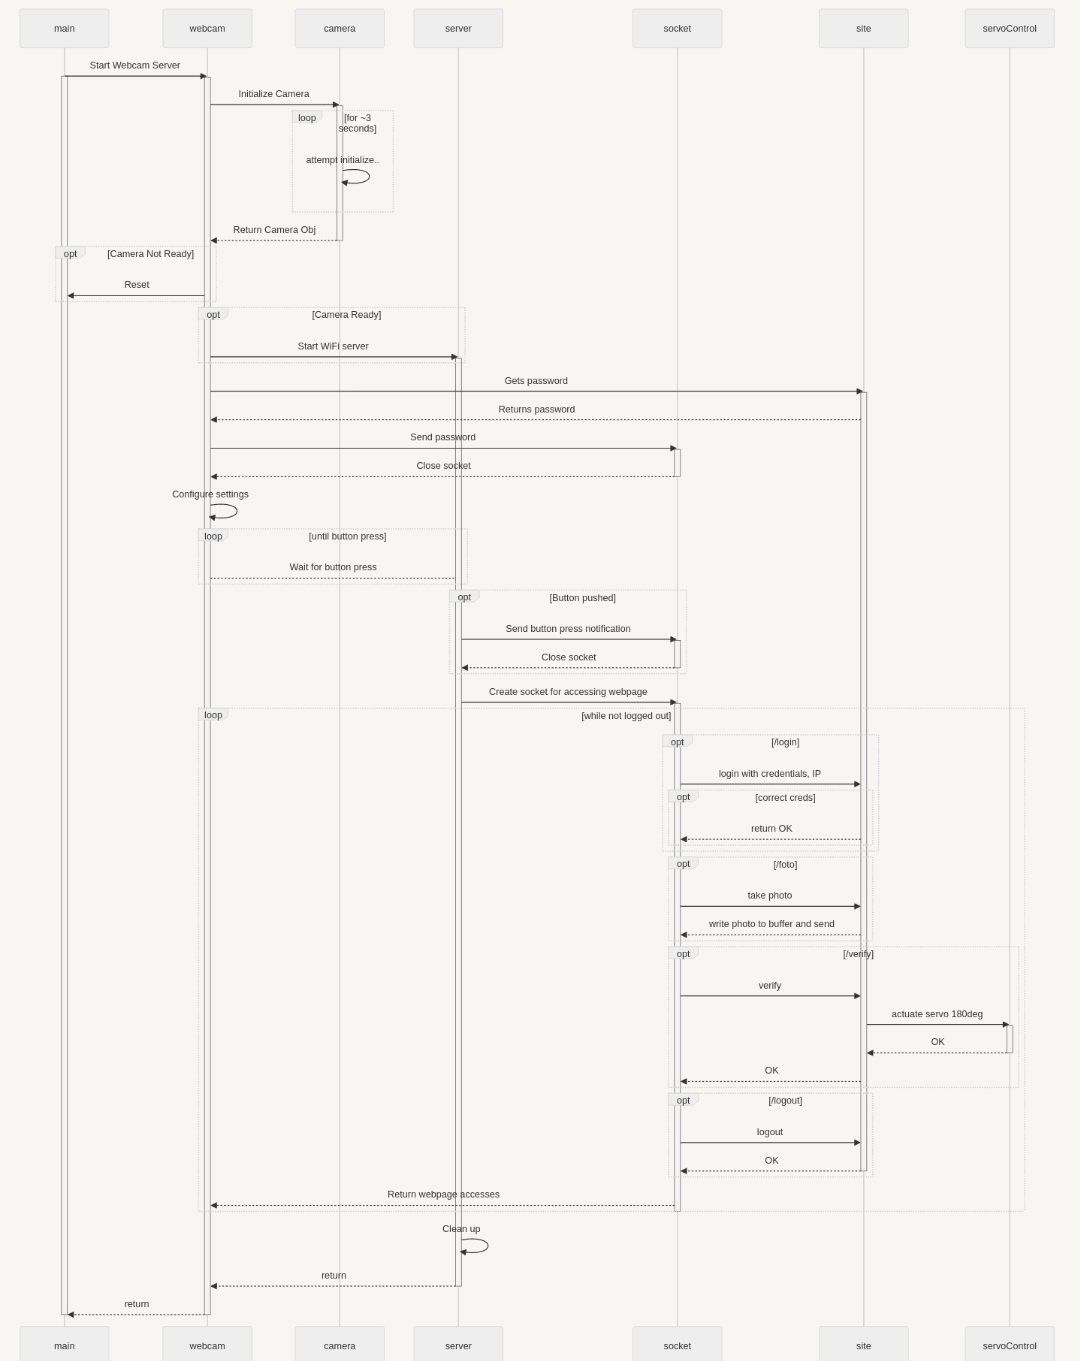 main
webcam
camera
server
socket
site
servoControl
Start Webcam Server
Initialize Camera
loop
[for ~3
seconds]
attempt initialize..
Return Camera Obj
opt
[Camera Not Ready]
Reset
opt
[Camera Ready]
Start WiFi server
Gets password
Returns password
Send password
Close socket
Configure settings
loop
[until button press]
Wait for button press
opt
[Button pushed]
Send button press notification
Close socket
Create socket for accessing webpage
loop
[while not logged out]
opt
[/login]
login with credentials, IP
opt
[correct creds]
return OK
opt
[/foto]
take photo
write photo to buffer and send
opt
[/verify]
verify
actuate servo 180deg
OK
OK
opt
[/logout]
logout
OK
Return webpage accesses
Clean up
return
return
main
webcam
camera
server
socket
site
servoControl